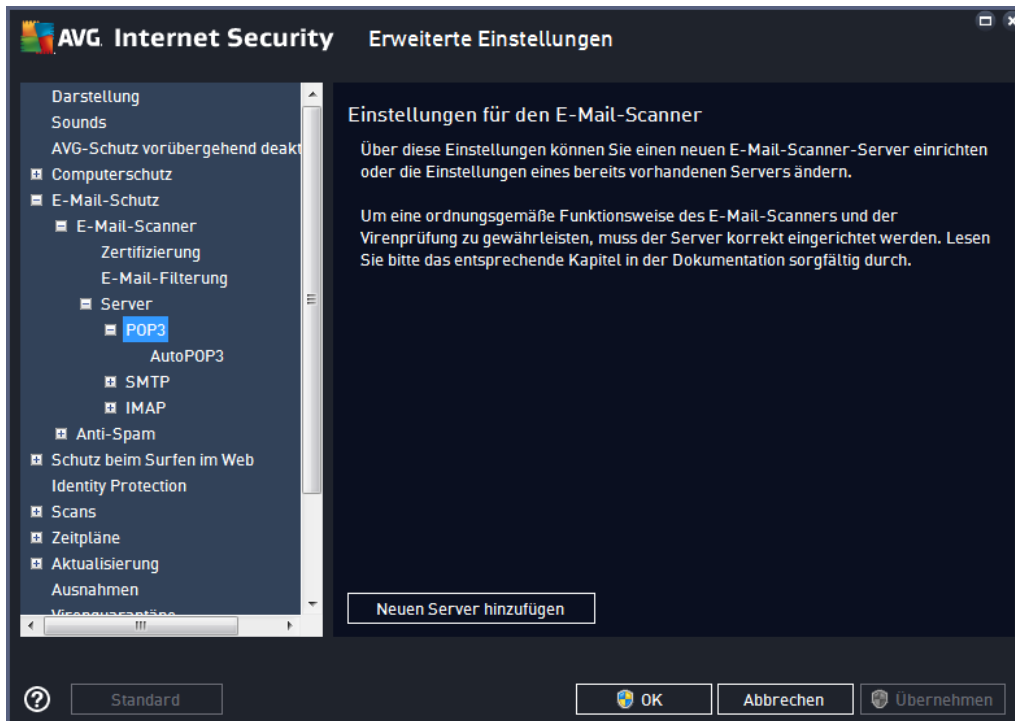 AVG Internet Security Erweiterte Einstellungen
Darstellung
Sounds
AVG-Schutz vorübergehend deakt
Computerschutz
E-Mail-Schutz
E-Mail-Scanner
Zertifizierung
E-Mail-Filterung
Server
POP3
AutoPOP3
SMTP
IMAP
Anti-Spam
Schutz beim Surfen im Web
Identity Protection
Scans
Zeitpläne
Aktualisierung
Ausnahmen
Virenquarantäne
Einstellungen für den E-Mail-Scanner
Über diese Einstellungen können Sie einen neuen E-Mail-Scanner-Server einrichten
oder die Einstellungen eines bereits vorhandenen Servers ändern.
Um eine ordnungsgemäße Funktionsweise des E-Mail-Scanners und der
Virenprüfung zu gewährleisten, muss der Server korrekt eingerichtet werden. Lesen
Sie bitte das entsprechende Kapitel in der Dokumentation sorgfältig durch.
Neuen Server hinzufügen
Standard
OK
Abbrechen
Übernehmen